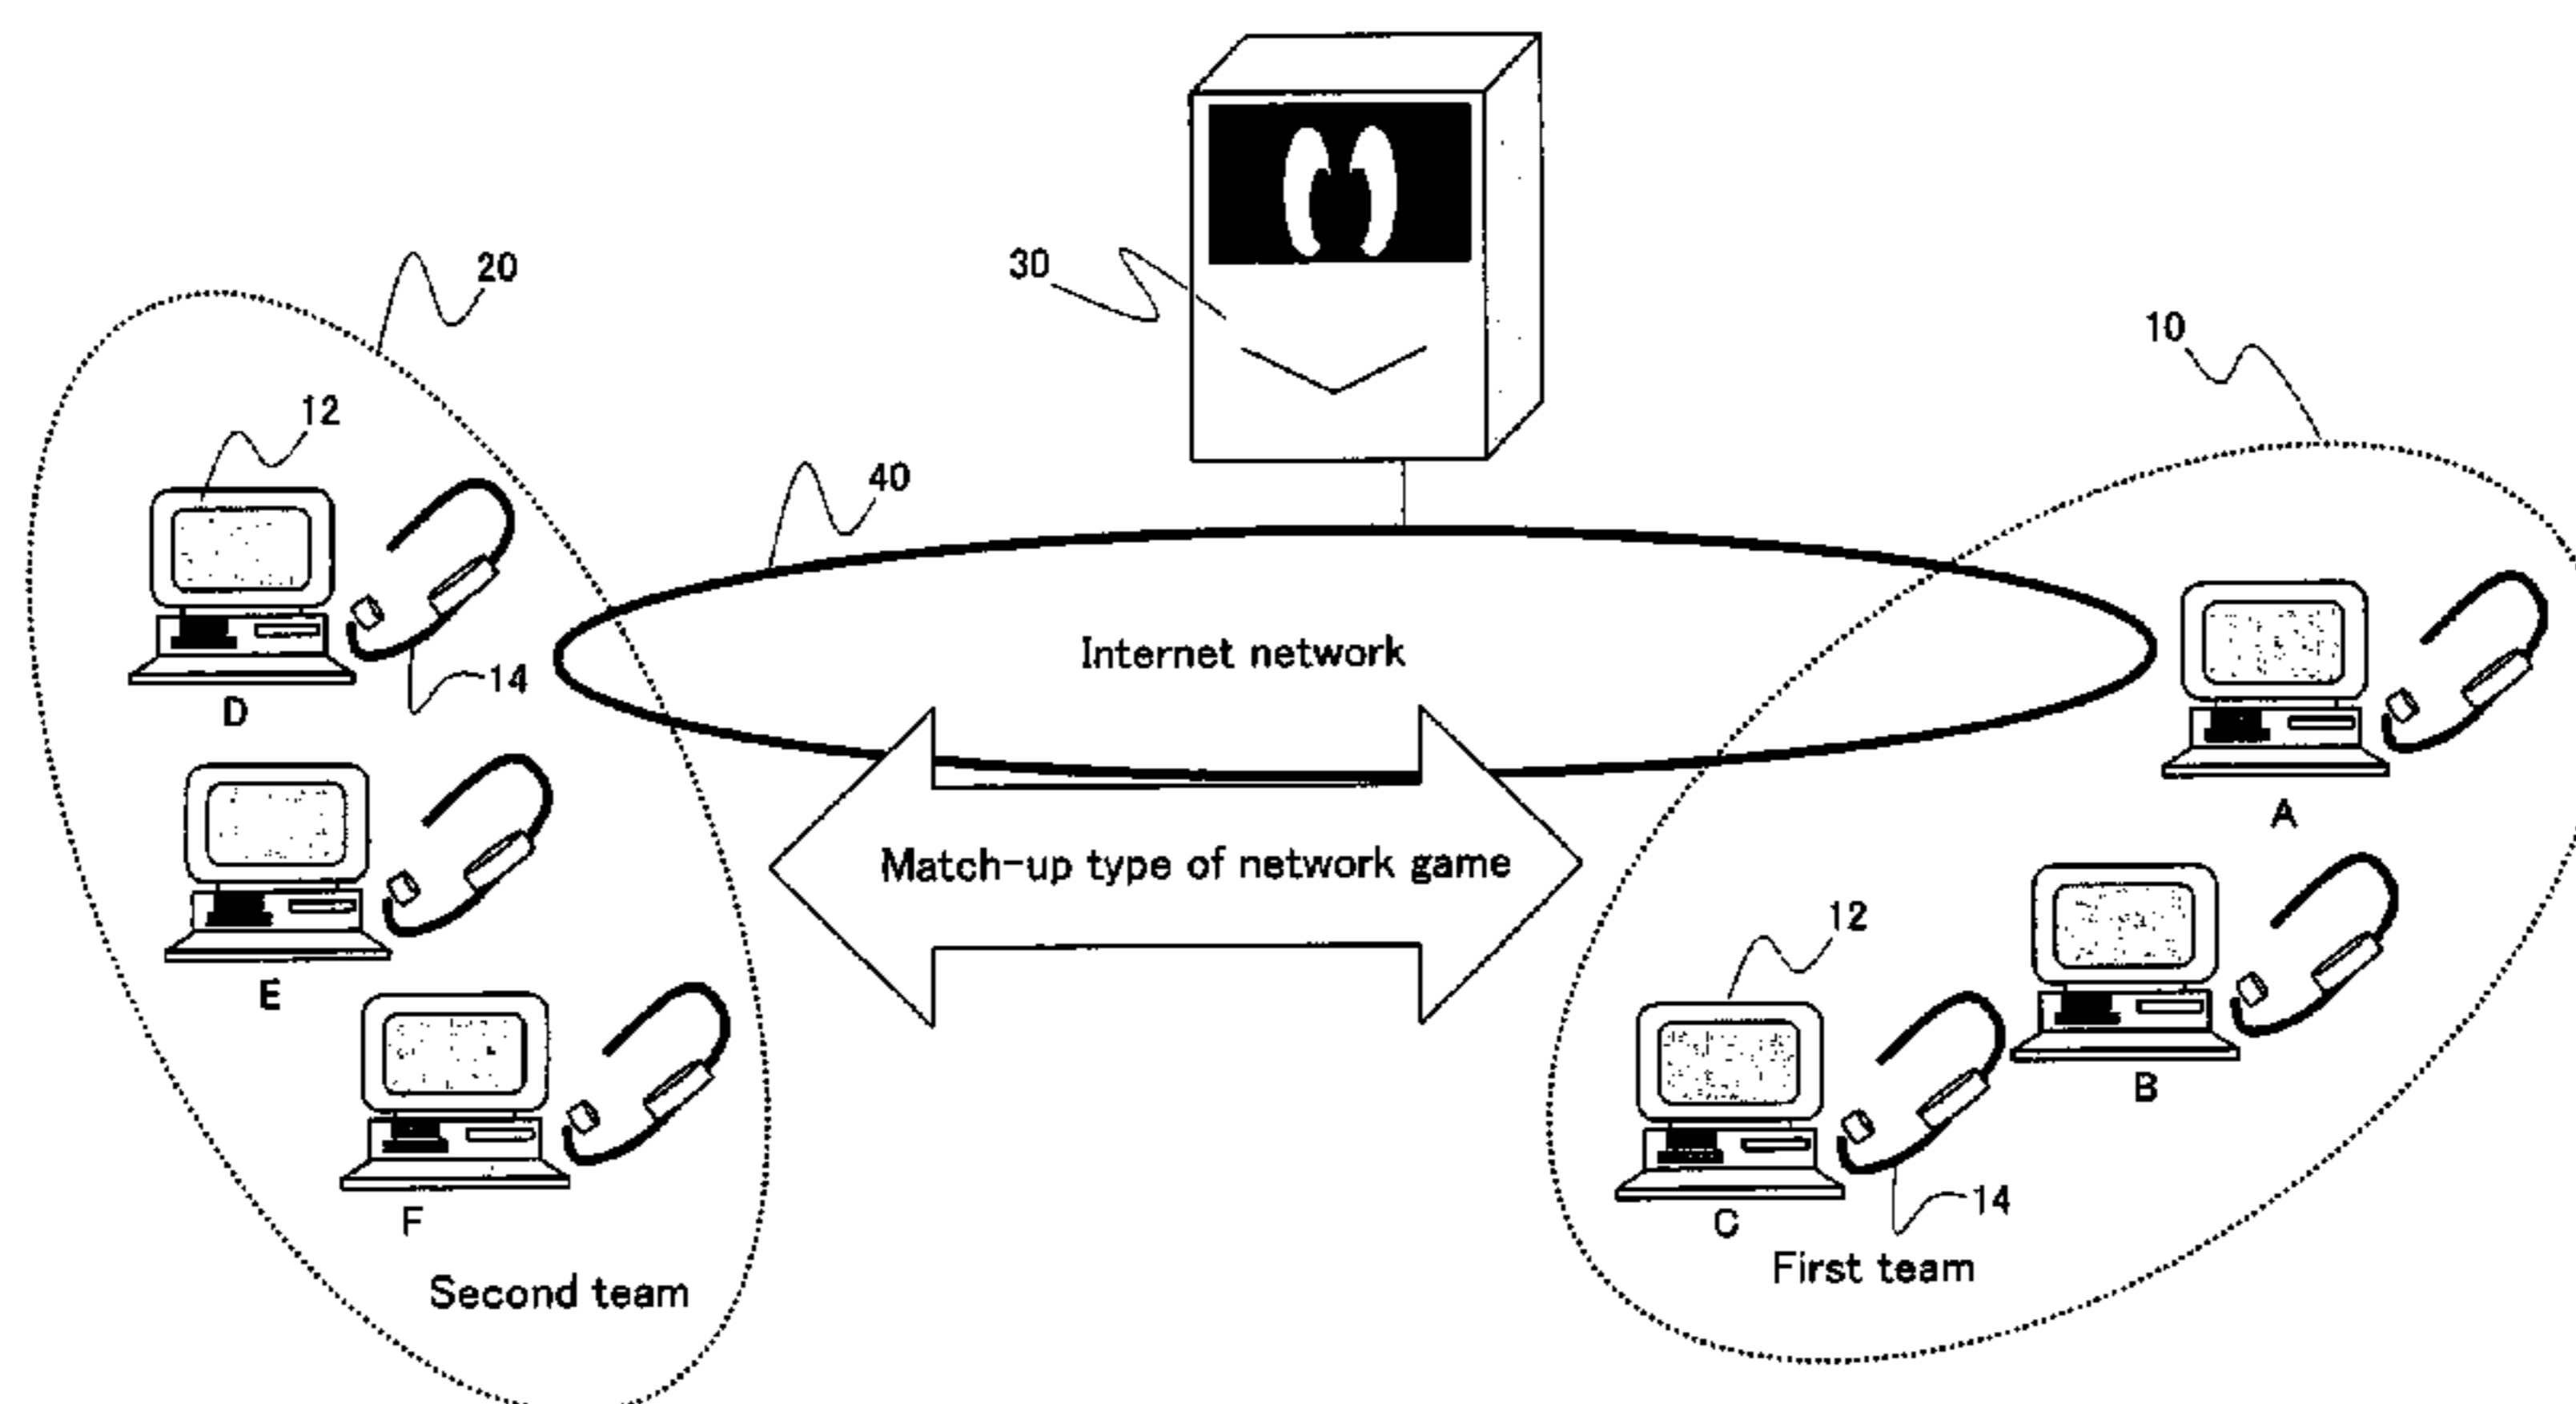 20
30
10
12
40
14
D
Internet network
A
Match-up type of network game
E
12
B
F
C
14
First team
Second team